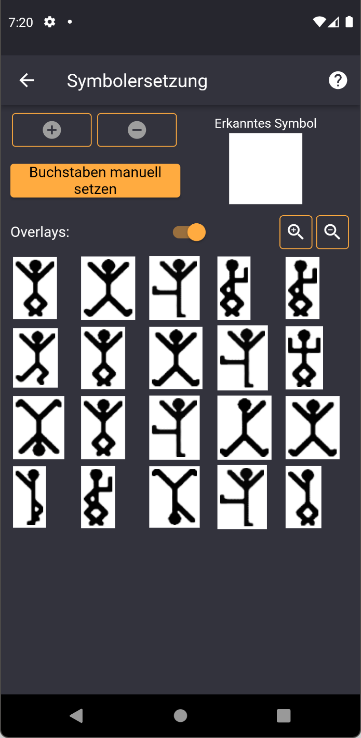 7:20
Symbolersetzung
Erkanntes Symbol
Buchstaben manuell
setzen
Overlays: